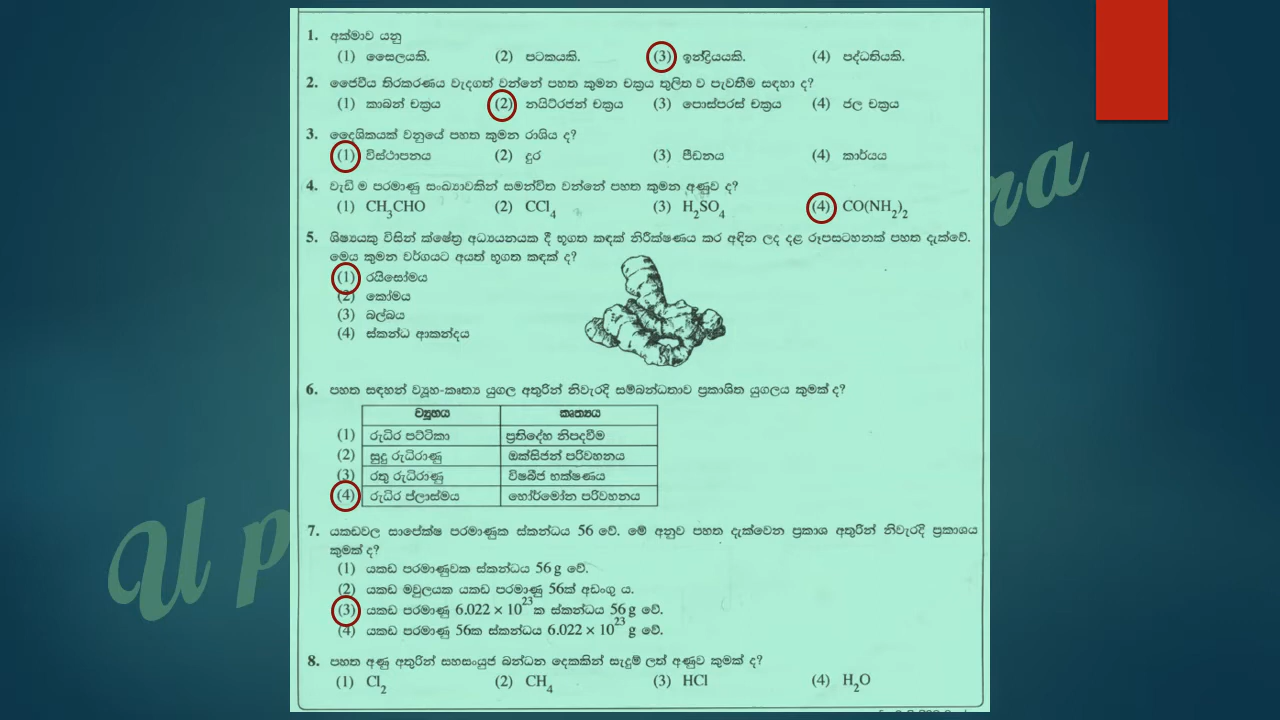 1. අක්මාව යනු
(1) සෛලයකි. (2) පටකයකි. (3) ඉන්ද්‍රියයකි. (4) පද්ධතියකි.
2. ජෛවීය තිරකරණය වැදගත් වන්නේ පහත කුමන චක්‍රය තුලිත ව පැවතීම සඳහා ද?
(1) කාබන් චක්‍රය (2) නයිට්රජන් චක්‍රය (3) පොස්පරස් චක්‍රය (4) ජල චක්‍රය
3. දෛශිකයක් වනුයේ පහත කුමන රාශිය ද?
(1) විස්ථාපනය (2) දුර (3) පීඩනය (4) කාර්යය
4. වැඩි ම පරමාණු සංඛ්‍යාවකින් සමන්විත වන්නේ පහත කුමන අණුව ද?
(1) CH₃CHO (2) CCl₄ (3) H₂SO₄ (4) CO(NH₂)₂
5. ශිෂ්‍යයකු විසින් ක්ෂේත්‍ර අධ්‍යයනයක දී භූගත කඳක් නිරීක්ෂණය කර අඳින ලද දළ රූපසටහනක් පහත දැක්වේ.
මෙය කුමන වර්ගයට අයත් භූගත කඳක් ද?
(1) රයිසෝමය
(2) කෝමය
(3) බල්බය
(4) ස්කන්ධ ආකන්දය
6. පහත සඳහන් ව්‍යූහ-කෘත්‍ය යුගල අතුරින් නිවැරදි සම්බන්ධතාව ප්‍රකාශිත යුගලය කුමක් ද?
ව්‍යූහය කෘත්‍යය
(1) රුධිර පට්ටිකා ප්‍රතිදේහ නිපදවීම
(2) සුදු රුධිරාණු ඔක්සිජන් පරිවහනය
(3) රතු රුධිරාණු විෂබීජ භක්ෂණය
(4) රුධිර ප්ලාස්මය හෝර්මෝන පරිවහනය
7. යකඩවල සාපේක්ෂ පරමාණුක ස්කන්ධය 56 වේ. මේ අනුව පහත දැක්වෙන ප්‍රකාශ අතුරින් නිවැරදි ප්‍රකාශය
කුමක් ද?
(1) යකඩ පරමාණුවක ස්කන්ධය 56 g වේ.
(2) යකඩ මවුලයක යකඩ පරමාණු 56ක් අඩංගු ය.
(3) යකඩ පරමාණු 6.022 × 10²³ක ස්කන්ධය 56 g වේ.
(4) යකඩ පරමාණු 56ක ස්කන්ධය 6.022 × 10²³ g වේ.
8. පහත අණු අතුරින් සහසංයුජ බන්ධන දෙකකින් සැදුම් ලත් අණුව කුමක් ද?
(1) Cl₂ (2) CH₄ (3) HCl (4) H₂O